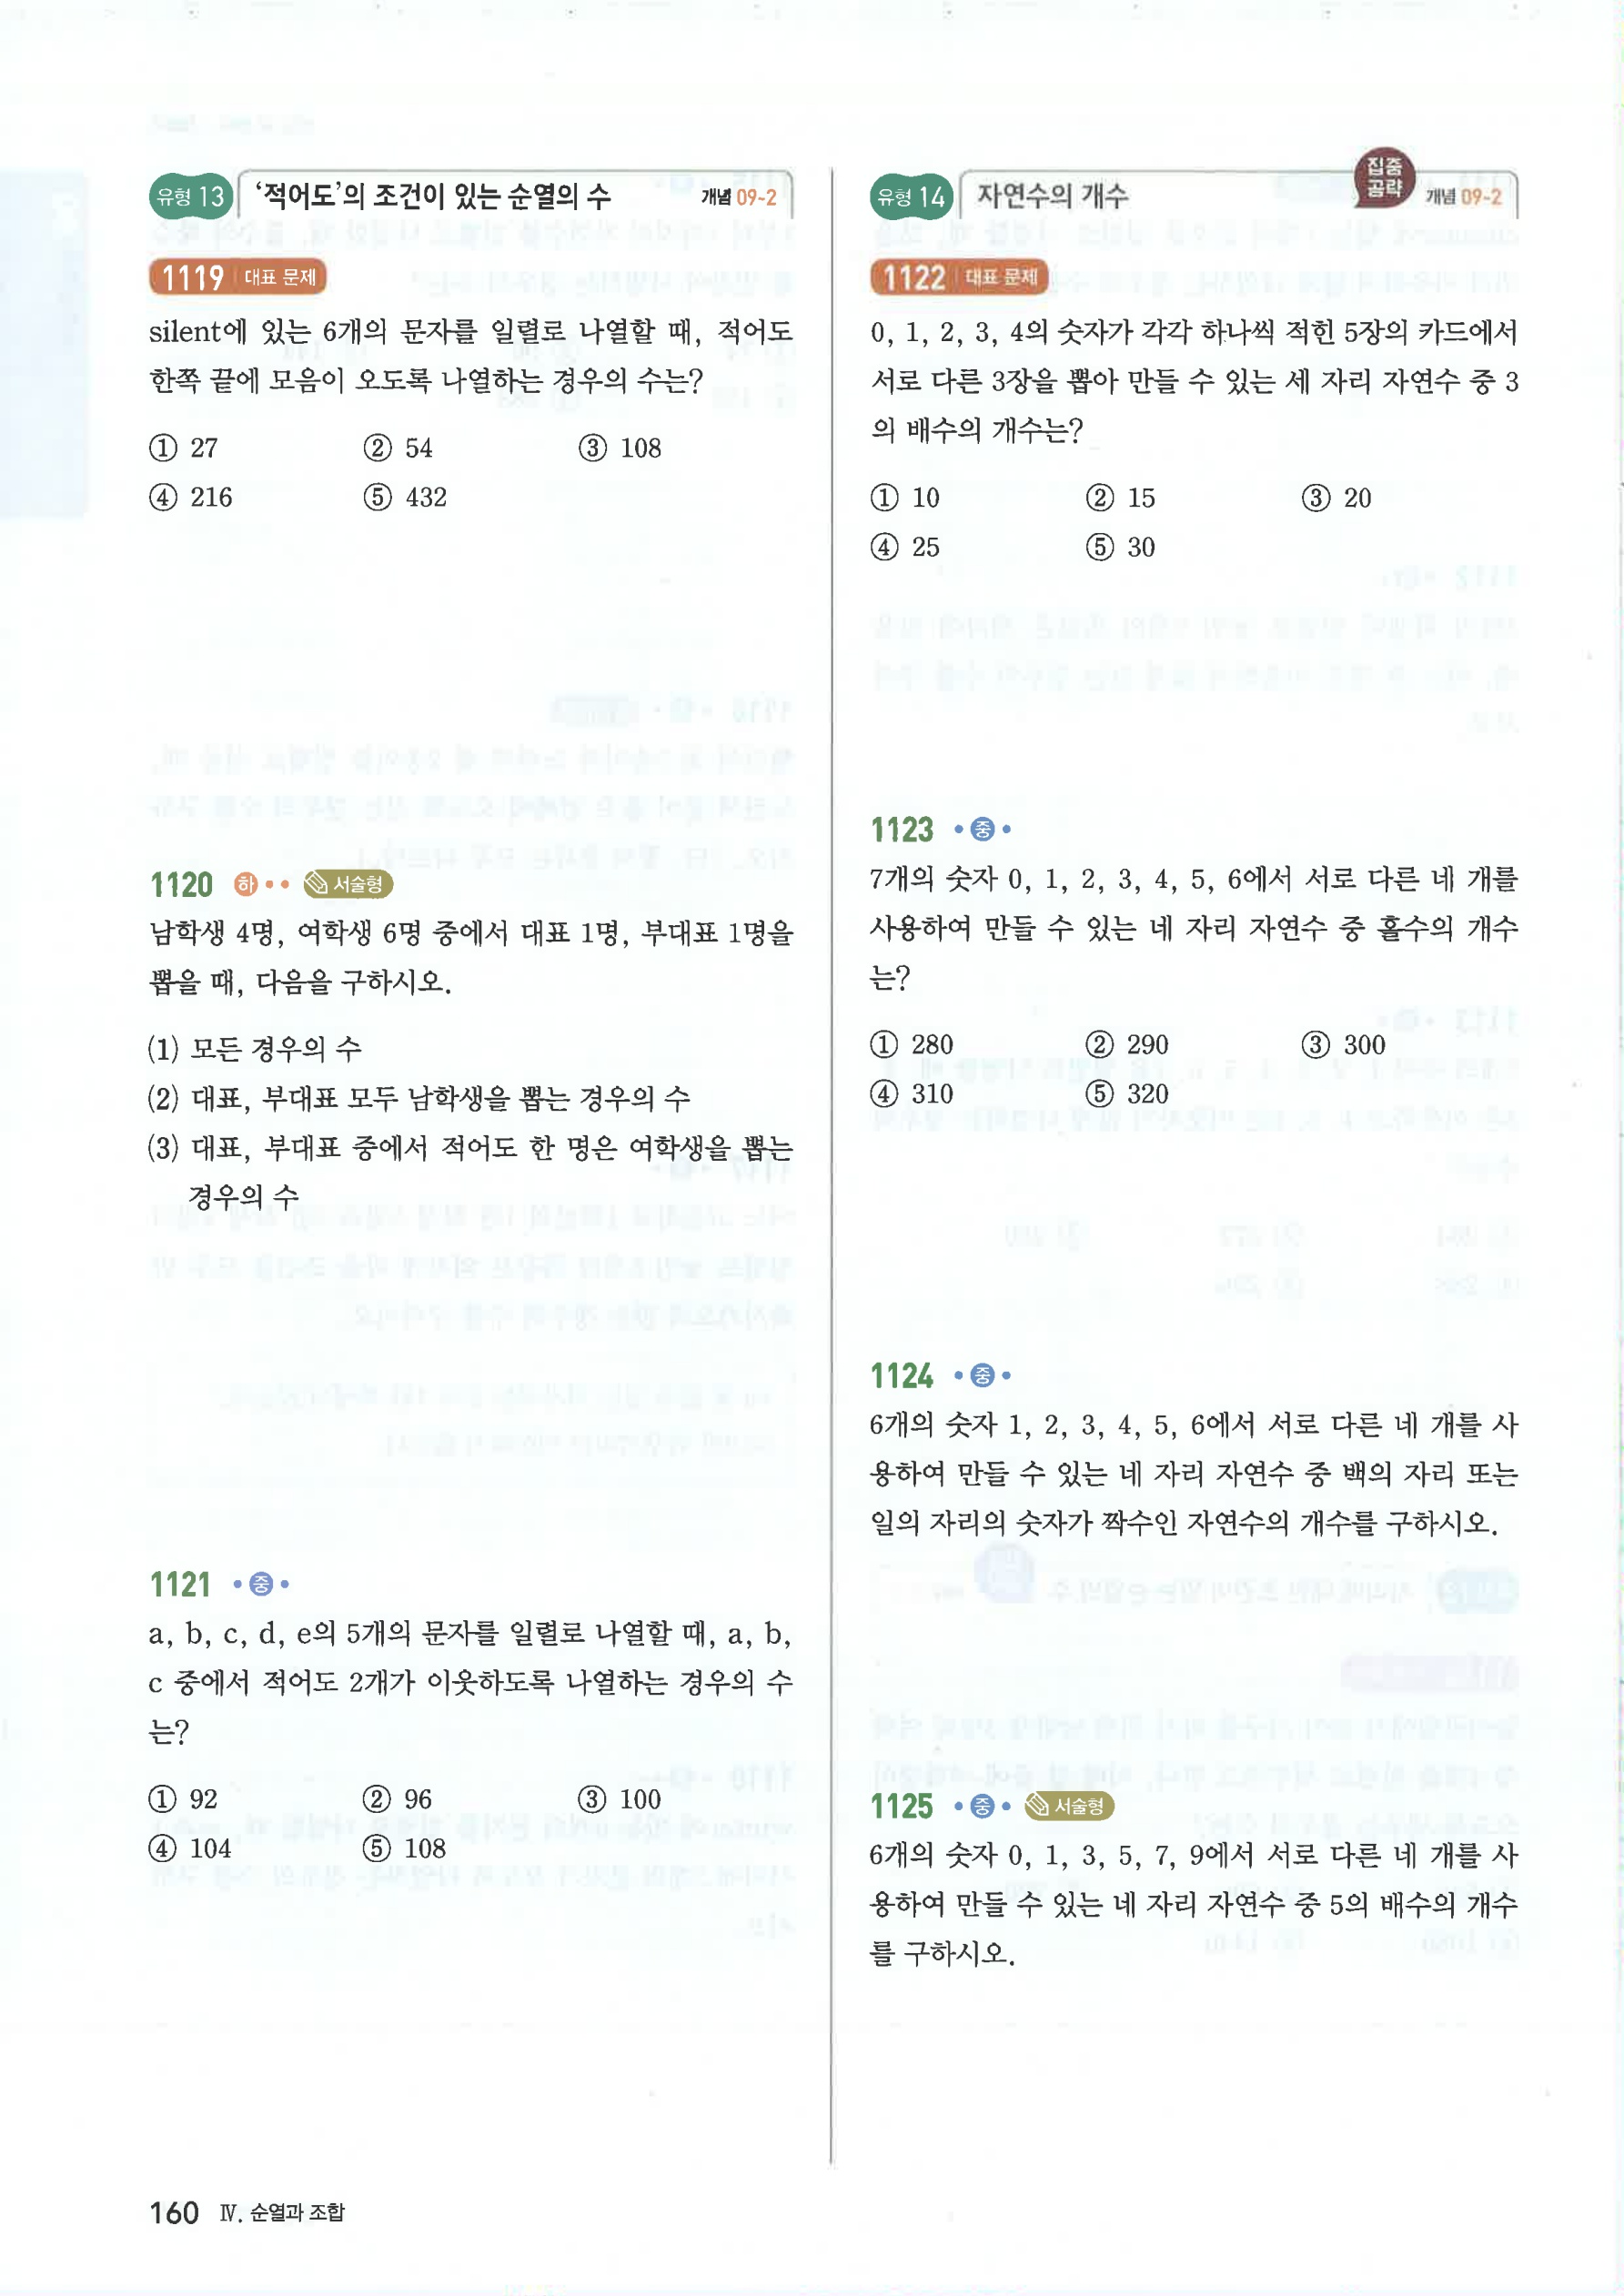 유형 13 '적어도'의 조건이 있는 순열의 수 개념 09-2
1119 대표 문제
silent에 있는 6개의 문자를 일렬로 나열할 때, 적어도
한쪽 끝에 모음이 오도록 나열하는 경우의 수는?
① 27 ② 54 ③ 108
④ 216 ⑤ 432
1120 하 서술형
남학생 4명, 여학생 6명 중에서 대표 1명, 부대표 1명을
뽑을 때, 다음을 구하시오.
(1) 모든 경우의 수
(2) 대표, 부대표 모두 남학생을 뽑는 경우의 수
(3) 대표, 부대표 중에서 적어도 한 명은 여학생을 뽑는
경우의 수
1121 중
a, b, c, d, e의 5개의 문자를 일렬로 나열할 때, a, b,
c 중에서 적어도 2개가 이웃하도록 나열하는 경우의 수
는?
① 92 ② 96 ③ 100
④ 104 ⑤ 108
유형 14 자연수의 개수 집중 공략 개념 09-2
1122 대표 문제
0, 1, 2, 3, 4의 숫자가 각각 하나씩 적힌 5장의 카드에서
서로 다른 3장을 뽑아 만들 수 있는 세 자리 자연수 중 3
의 배수의 개수는?
① 10 ② 15 ③ 20
④ 25 ⑤ 30
1123 중
7개의 숫자 0, 1, 2, 3, 4, 5, 6에서 서로 다른 네 개를
사용하여 만들 수 있는 네 자리 자연수 중 홀수의 개수
는?
① 280 ② 290 ③ 300
④ 310 ⑤ 320
1124 중
6개의 숫자 1, 2, 3, 4, 5, 6에서 서로 다른 네 개를 사
용하여 만들 수 있는 네 자리 자연수 중 백의 자리 또는
일의 자리의 숫자가 짝수인 자연수의 개수를 구하시오.
1125 중 서술형
6개의 숫자 0, 1, 3, 5, 7, 9에서 서로 다른 네 개를 사
용하여 만들 수 있는 네 자리 자연수 중 5의 배수의 개수
를 구하시오.
160 Ⅳ. 순열과 조합